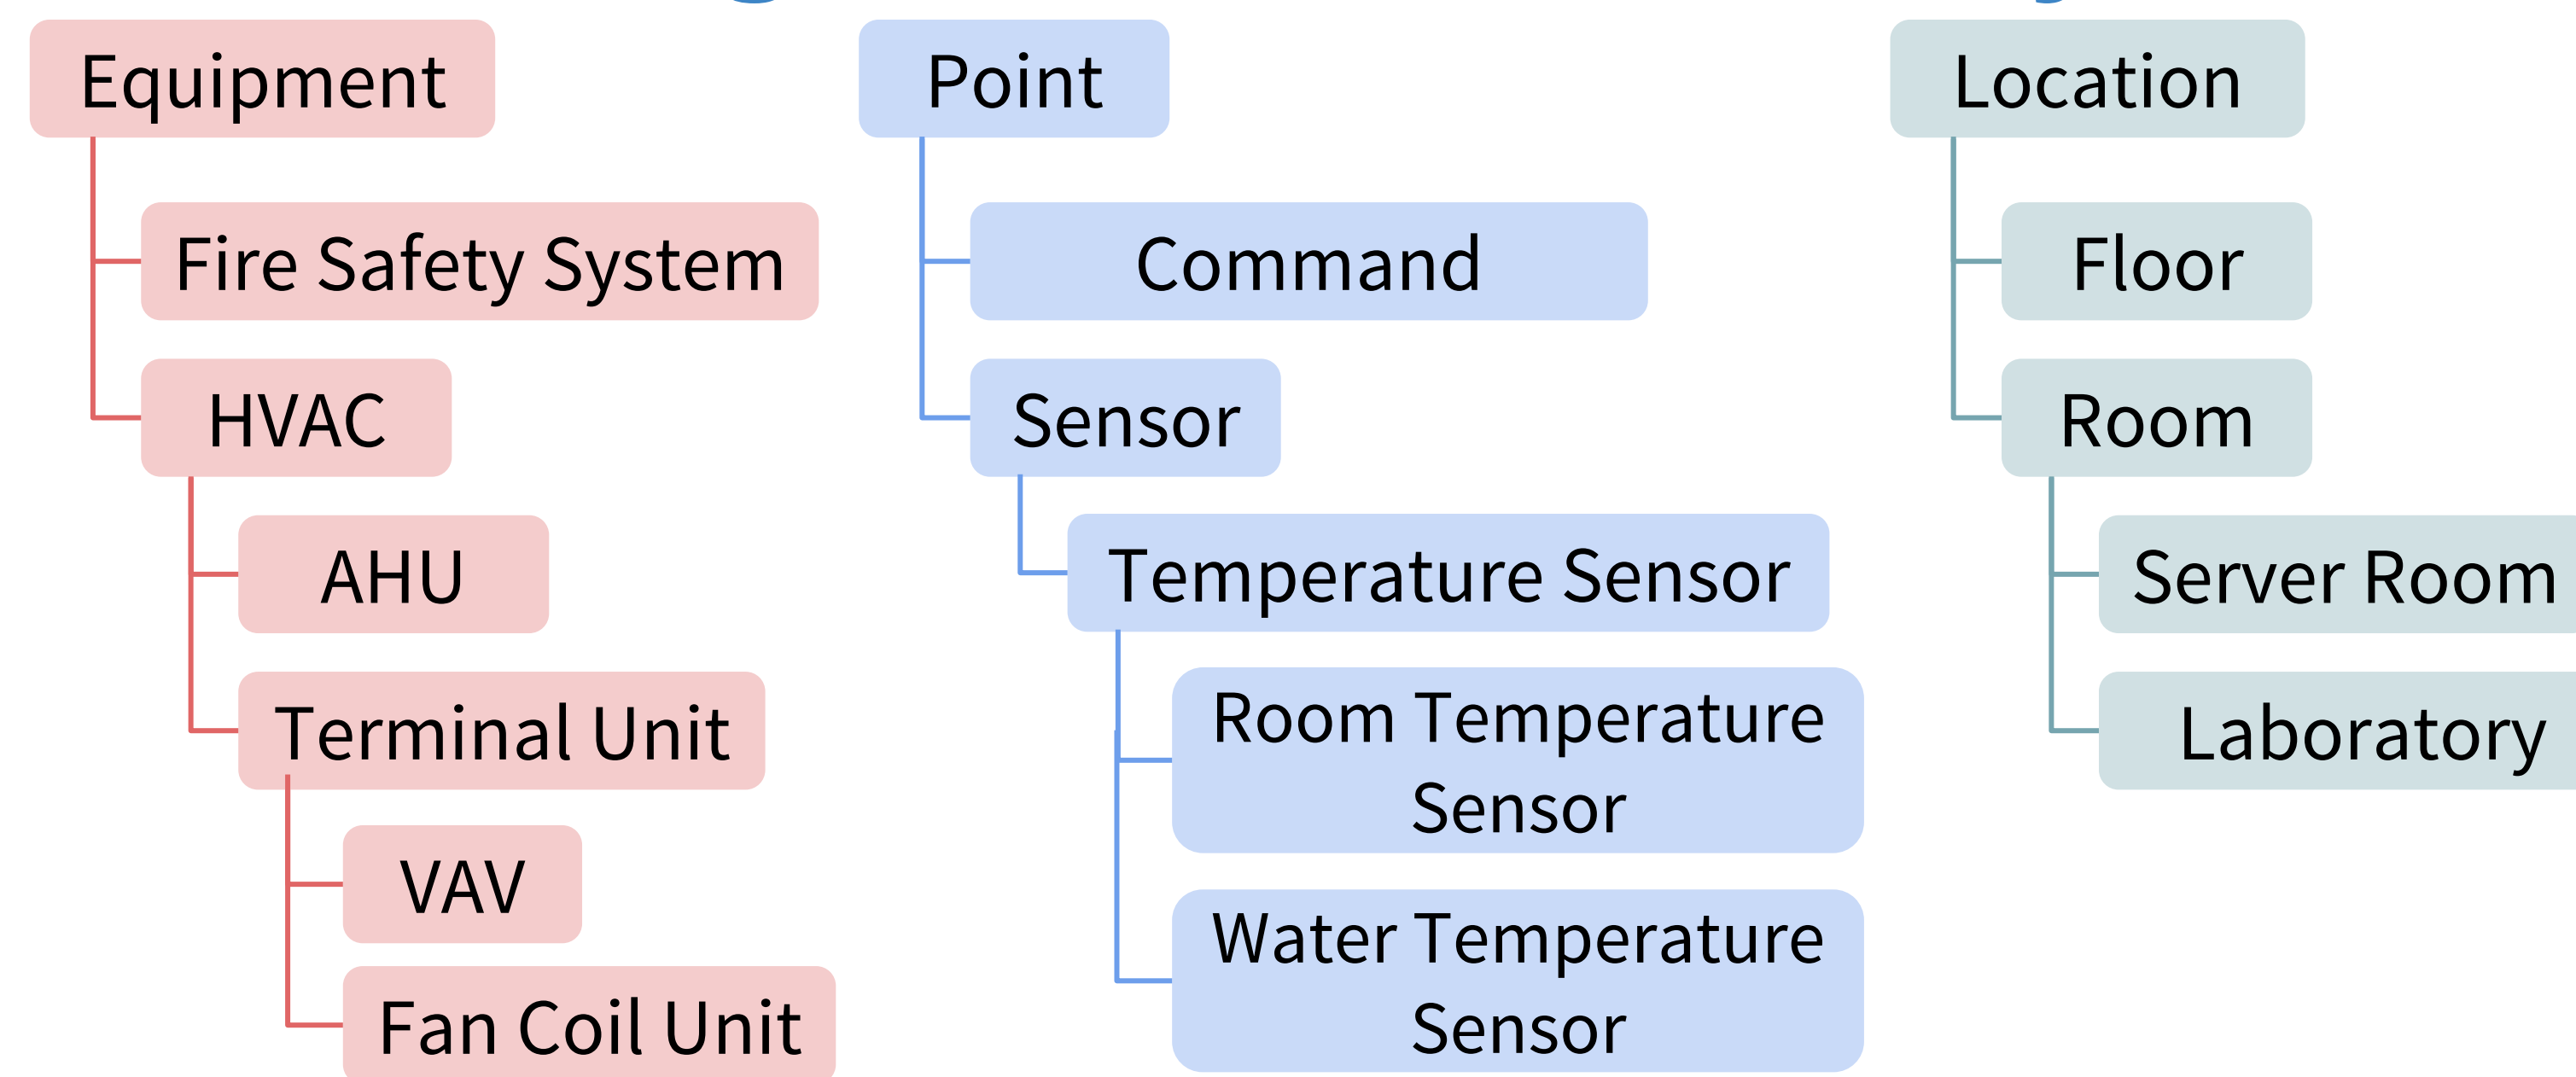 Equipment
Fire Safety System
HVAC
AHU
Terminal Unit
VAV
Fan Coil Unit
Point
Command
Sensor
Temperature Sensor
Room Temperature
Sensor
Water Temperature
Sensor
Location
Floor
Room
Server Room
Laboratory